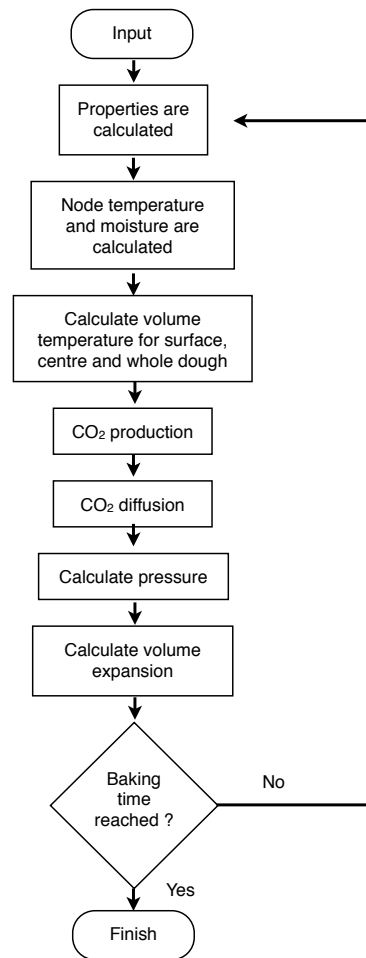 Input
Properties are
calculated
Node temperature
and moisture are
calculated
Calculate volume
temperature for surface,
centre and whole dough
CO₂ production
CO₂ diffusion
Calculate pressure
Calculate volume
expansion
Baking
time
reached ?
No
Yes
Finish